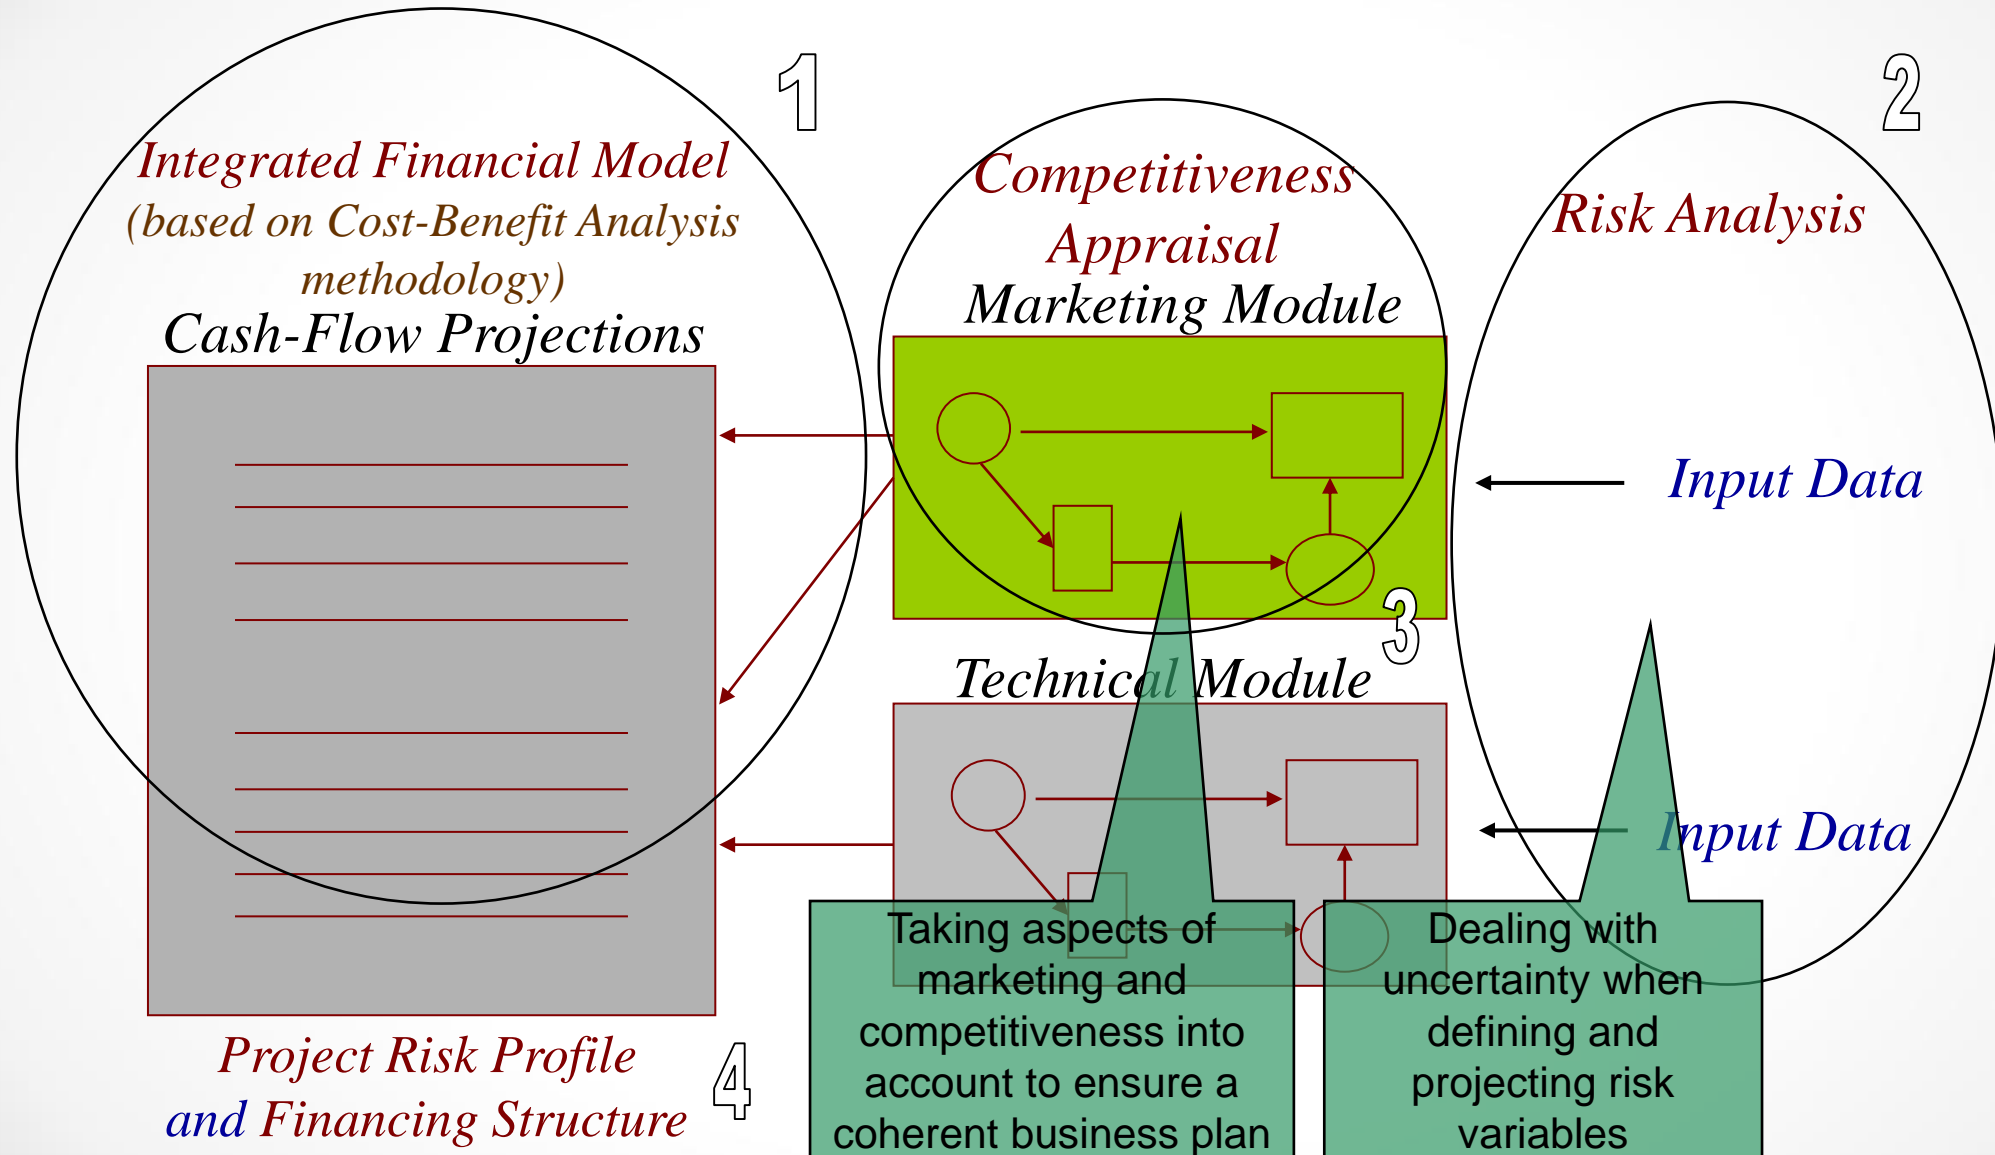 1
2
Integrated Financial Model
(based on Cost-Benefit Analysis
methodology)
Cash-Flow Projections
Competitiveness
Appraisal
Marketing Module
Risk Analysis
Input Data
3
Technical Module
Input Data
Taking aspects of
marketing and
competitiveness into
account to ensure a
coherent business plan
Dealing with
uncertainty when
defining and
projecting risk
variables
Project Risk Profile
and Financing Structure
4